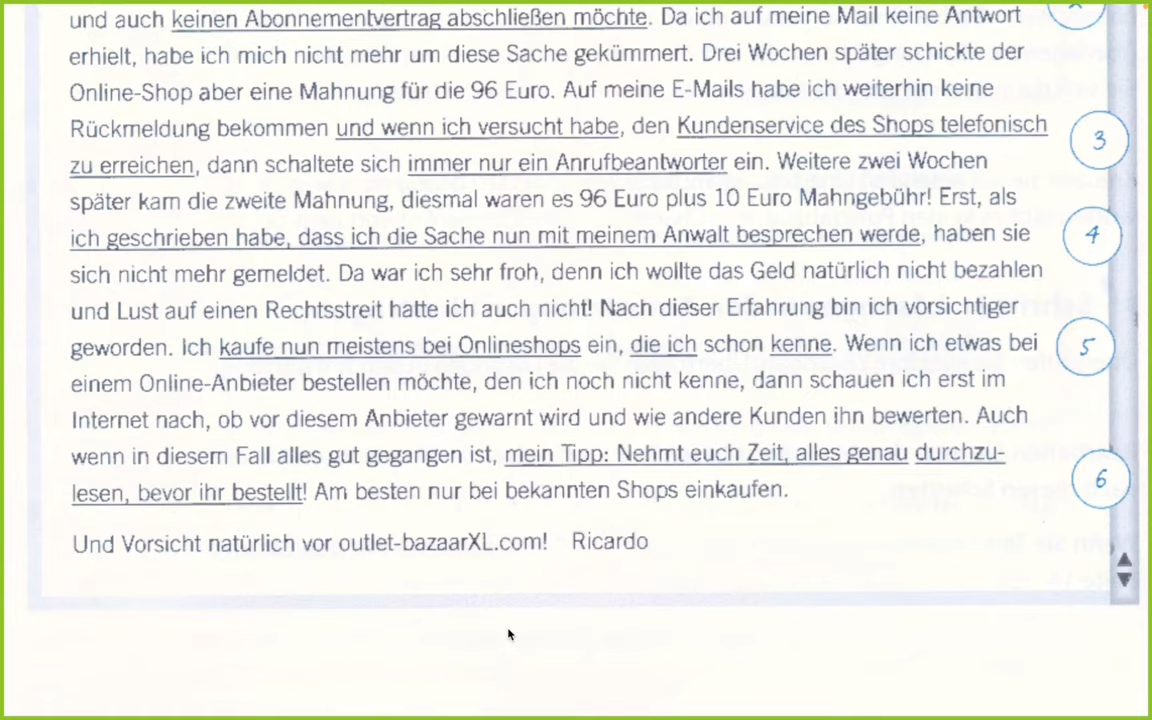 und auch keinen Abonnementvertrag abschließen möchte. Da ich auf meine Mail keine Antwort
erhielt, habe ich mich nicht mehr um diese Sache gekümmert. Drei Wochen später schickte der
Online-Shop aber eine Mahnung für die 96 Euro. Auf meine E-Mails habe ich weiterhin keine
Rückmeldung bekommen und wenn ich versucht habe, den Kundenservice des Shops telefonisch
3
zu erreichen, dann schaltete sich immer nur ein Anrufbeantworter ein. Weitere zwei Wochen
später kam die zweite Mahnung, diesmal waren es 96 Euro plus 10 Euro Mahngebühr! Erst, als
ich geschrieben habe, dass ich die Sache nun mit meinem Anwalt besprechen werde, haben sie
4
sich nicht mehr gemeldet. Da war ich sehr froh, denn ich wollte das Geld natürlich nicht bezahlen
und Lust auf einen Rechtsstreit hatte ich auch nicht! Nach dieser Erfahrung bin ich vorsichtiger
geworden. Ich kaufe nun meistens bei Onlineshops ein, die ich schon kenne. Wenn ich etwas bei
5
einem Online-Anbieter bestellen möchte, den ich noch nicht kenne, dann schauen ich erst im
Internet nach, ob vor diesem Anbieter gewarnt wird und wie andere Kunden ihn bewerten. Auch
wenn in diesem Fall alles gut gegangen ist, mein Tipp: Nehmt euch Zeit, alles genau durchzu-
6
lesen, bevor ihr bestellt! Am besten nur bei bekannten Shops einkaufen.
Und Vorsicht natürlich vor outlet-bazaarXL.com! Ricardo